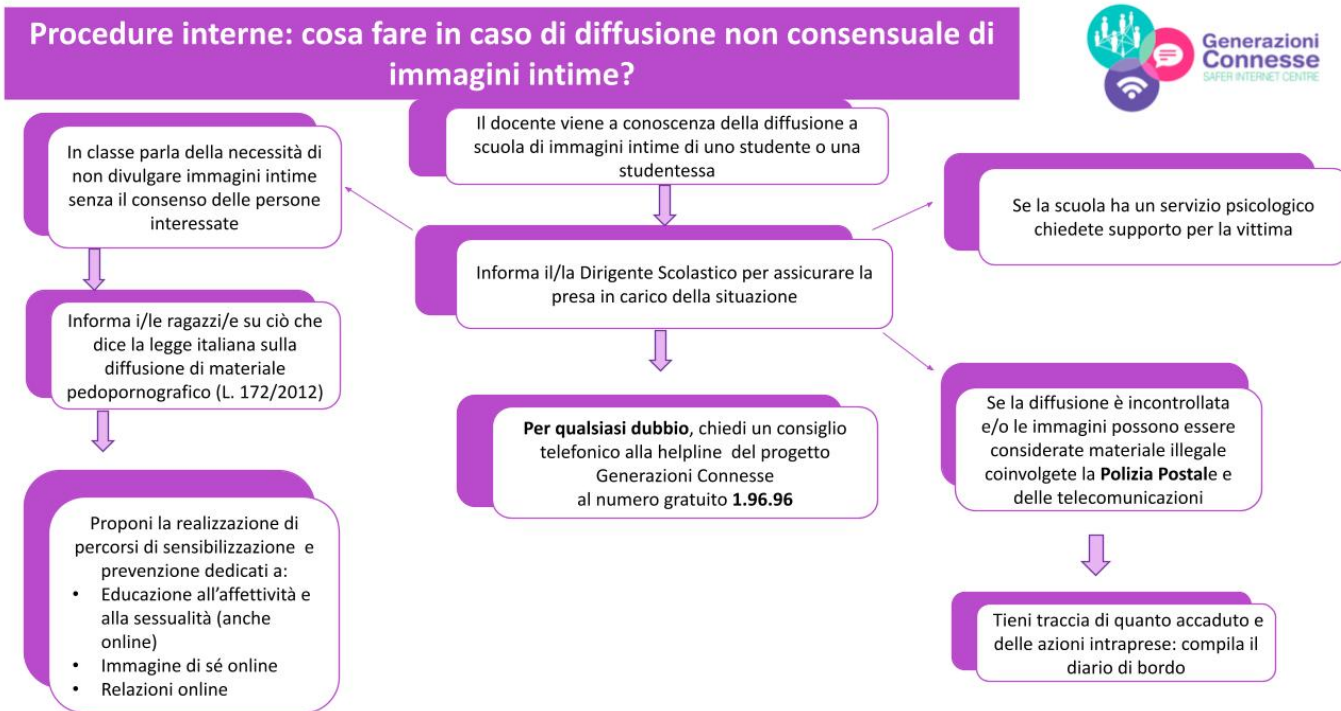 Procedure interne: cosa fare in caso di diffusione non consensuale di
immagini intime?
Generazioni
Connesse
SAFER INTERNET CENTRE
Il docente viene a conoscenza della diffusione a
scuola di immagini intime di uno studente o una
studentessa
In classe parla della necessità di
non divulgare immagini intime
senza il consenso delle persone
interessate
Se la scuola ha un servizio psicologico
chiedete supporto per la vittima
Informa il/la Dirigente Scolastico per assicurare la
presa in carico della situazione
Informa i/le ragazzi/e su ciò che
dice la legge italiana sulla
diffusione di materiale
pedopornografico (L. 172/2012)
Per qualsiasi dubbio, chiedi un consiglio
telefonico alla helpline del progetto
Generazioni Connesse
al numero gratuito 1.96.96
Se la diffusione è incontrollata
e/o le immagini possono essere
considerate materiale illegale
coinvolgete la Polizia Postale e
delle telecomunicazioni
Proponi la realizzazione di
percorsi di sensibilizzazione e
prevenzione dedicati a:
• Educazione all'affettività e
alla sessualità (anche
online)
• Immagine di sé online
• Relazioni online
Tieni traccia di quanto accaduto e
delle azioni intraprese: compila il
diario di bordo